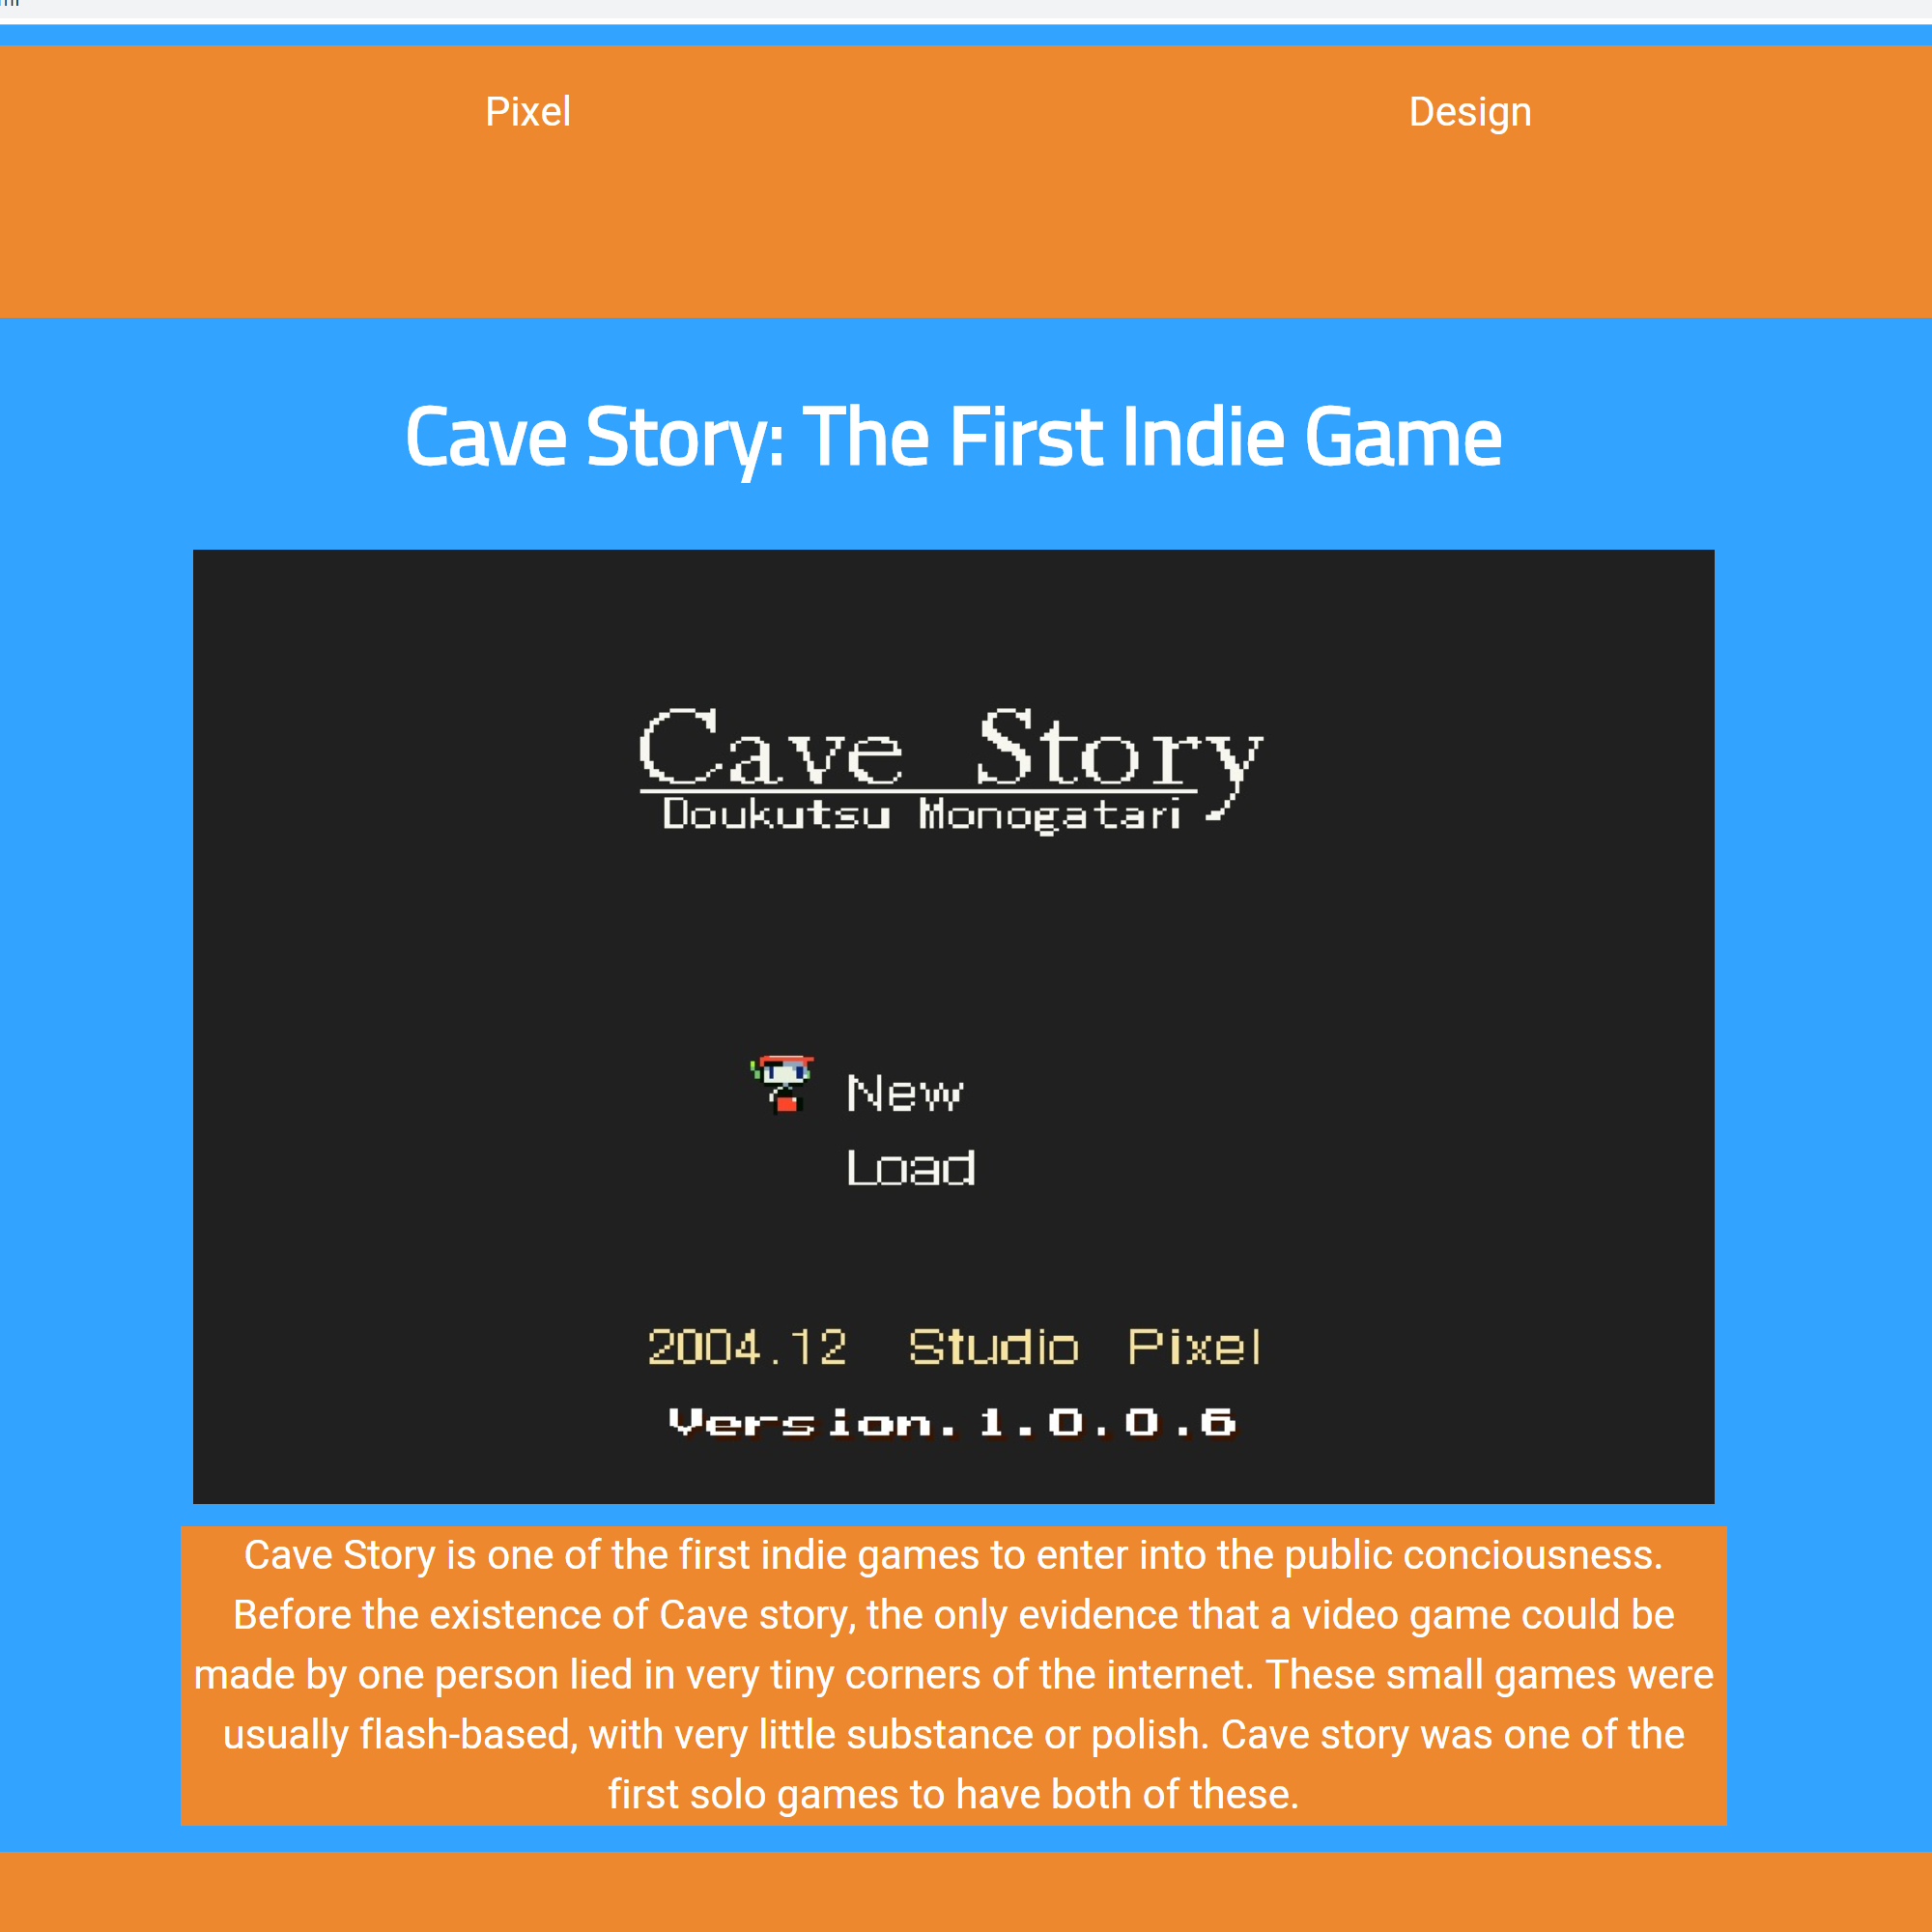 Pixel Design
Cave Story: The First Indie Game
Cave Story
Doukutsu Monogatari
New
Load
2004.12 Studio Pixel
Version.1.0.0.6
Cave Story is one of the first indie games to enter into the public conciousness.
Before the existence of Cave story, the only evidence that a video game could be
made by one person lied in very tiny corners of the internet. These small games were
usually flash-based, with very little substance or polish. Cave story was one of the
first solo games to have both of these.